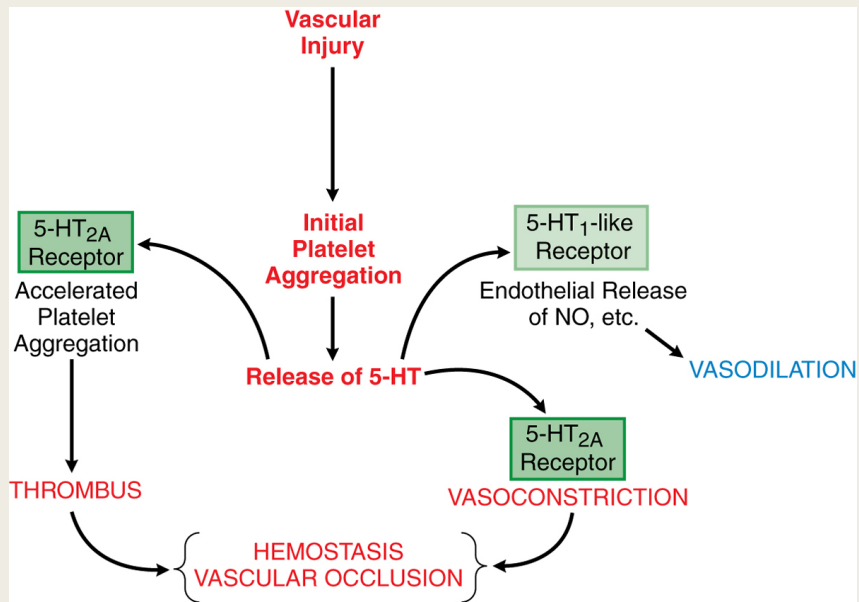 Vascular
Injury
Initial
Platelet
Aggregation
Release of 5-HT
5-HT2A
Receptor
Accelerated
Platelet
Aggregation
THROMBUS
5-HT1-like
Receptor
Endothelial Release
of NO, etc.
VASODILATION
5-HT2A
Receptor
VASOCONSTRICTION
HEMOSTASIS
VASCULAR OCCLUSION